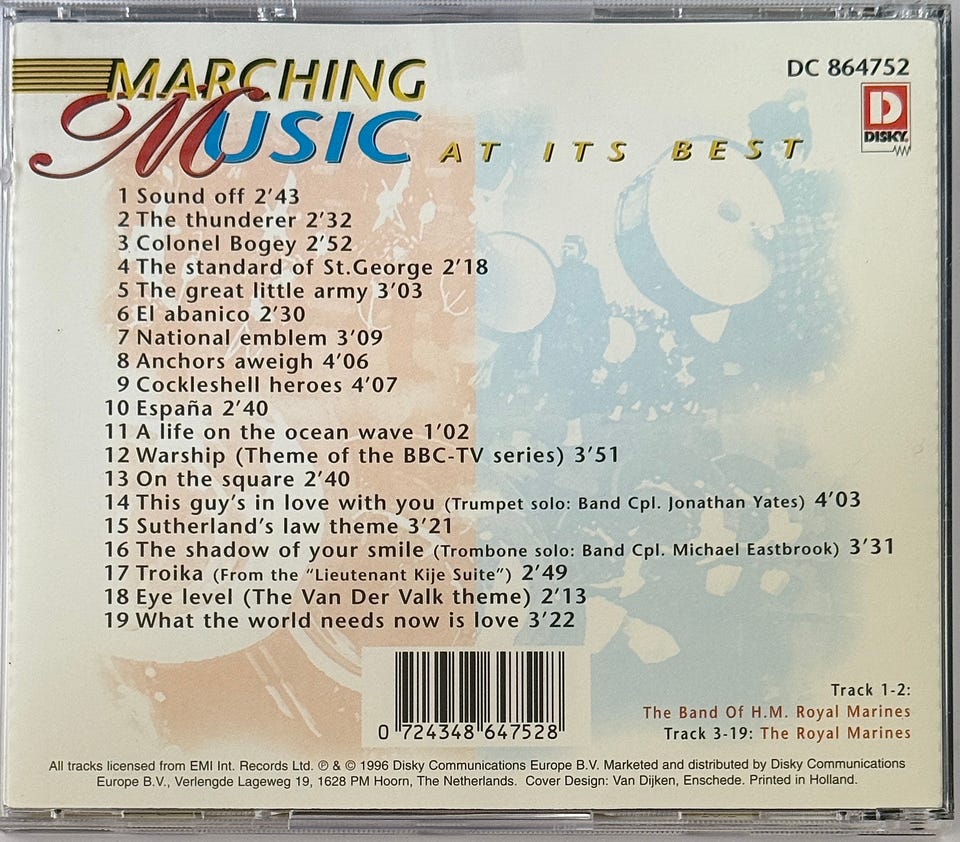 MARCHING
MUSIC AT ITS BEST
DC 864752
D
DISKY
1 Sound off 2'43
2 The thunderer 2'32
3 Colonel Bogey 2'52
4 The standard of St.George 2'18
5 The great little army 3'03
6 El abanico 2'30
7 National emblem 3'09
8 Anchors aweigh 4'06
9 Cockleshell heroes 4'07
10 España 2'40
11 A life on the ocean wave 1'02
12 Warship (Theme of the BBC-TV series) 3'51
13 On the square 2'40
14 This guy's in love with you (Trumpet solo: Band Cpl. Jonathan Yates) 4'03
15 Sutherland's law theme 3'21
16 The shadow of your smile (Trombone solo: Band Cpl. Michael Eastbrook) 3'31
17 Troika (From the "Lieutenant Kije Suite") 2'49
18 Eye level (The Van Der Valk theme) 2'13
19 What the world needs now is love 3'22
0 724348 647528
Track 1-2:
The Band Of H.M. Royal Marines
Track 3-19: The Royal Marines
All tracks licensed from EMI Int. Records Ltd. ℗ & © 1996 Disky Communications Europe B.V. Marketed and distributed by Disky Communications
Europe B.V., Verlengde Lageweg 19, 1628 PM Hoorn, The Netherlands. Cover Design: Van Dijken, Enschede. Printed in Holland.